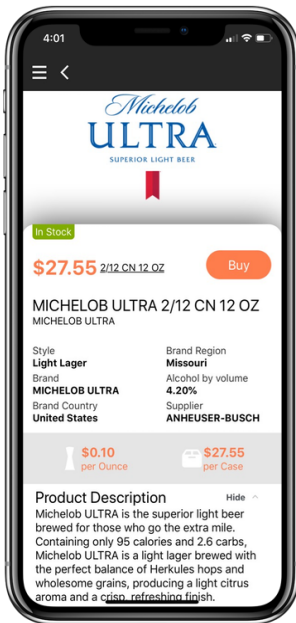 4:01
Michelob
ULTRA
SUPERIOR LIGHT BEER
In Stock
$27.55 2/12 CN 12 OZ
Buy
MICHELOB ULTRA 2/12 CN 12 OZ
MICHELOB ULTRA
Style Brand Region
Light Lager Missouri
Brand Alcohol by volume
MICHELOB ULTRA 4.20%
Brand Country Supplier
United States ANHEUSER-BUSCH
$0.10 $27.55
per Ounce per Case
Product Description Hide
Michelob ULTRA is the superior light beer
brewed for those who go the extra mile.
Containing only 95 calories and 2.6 carbs,
Michelob ULTRA is a light lager brewed with
the perfect balance of Herkules hops and
wholesome grains, producing a light citrus
aroma and a crisp, refreshing finish.